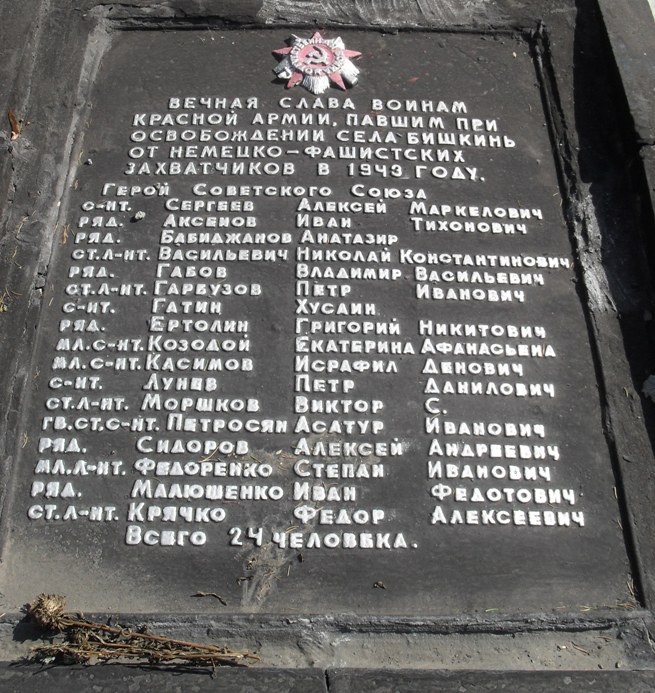 ВЕЧНАЯ СЛАВА ВОИНАМ
КРАСНОЙ АРМИИ, ПАВШИМ ПРИ
ОСВОБОЖДЕНИИ СЕЛА БИШКИНЬ
ОТ НЕМЕЦКО-ФАШИСТСКИХ
ЗАХВАТЧИКОВ В 1943 ГОДУ.
ГЕРОЙ СОВЕТСКОГО СОЮЗА
С-НТ. СЕРГЕЕВ АЛЕКСЕЙ МАРКЕЛОВИЧ
РЯД. АКСЕНОВ ИВАН ТИХОНОВИЧ
РЯД. БАБИДЖАНОВ АНАТАЗИР
СТ.Л-НТ. ВАСИЛЬЕВИЧ НИКОЛАЙ КОНСТАНТИНОВИЧ
РЯД. ГАБОВ ВЛАДИМИР ВАСИЛЬЕВИЧ
СТ.Л-НТ. ГАРБУЗОВ ПЕТР ИВАНОВИЧ
С-НТ. ГАТИН ХУСАИН
РЯД. ЕРТОЛИН ГРИГОРИЙ НИКИТОВИЧ
МЛ.С-НТ. КОЗОДОЙ ЕКАТЕРИНА АФАНАСЬЕНА
МЛ.С-НТ. КАСИМОВ ИСРАФИЛ ДЕНОВИЧ
С-НТ. ЛУНЕВ ПЕТР ДАНИЛОВИЧ
СТ.Л-НТ. МОРШКОВ ВИКТОР С.
ГВ.СТ.С-НТ. ПЕТРОСЯН АСАТУР ИВАНОВИЧ
РЯД. СИДОРОВ АЛЕКСЕЙ АНДРЕЕВИЧ
МЛ.Л-НТ. ФЕДОРЕНКО СТЕПАН ИВАНОВИЧ
РЯД. МАЛЮШЕНКО ИВАН ФЕДОТОВИЧ
СТ.Л-НТ. КРЯЧКО ФЕДОР АЛЕКСЕЕВИЧ
ВСЕГО 24 ЧЕЛОВЕКА.